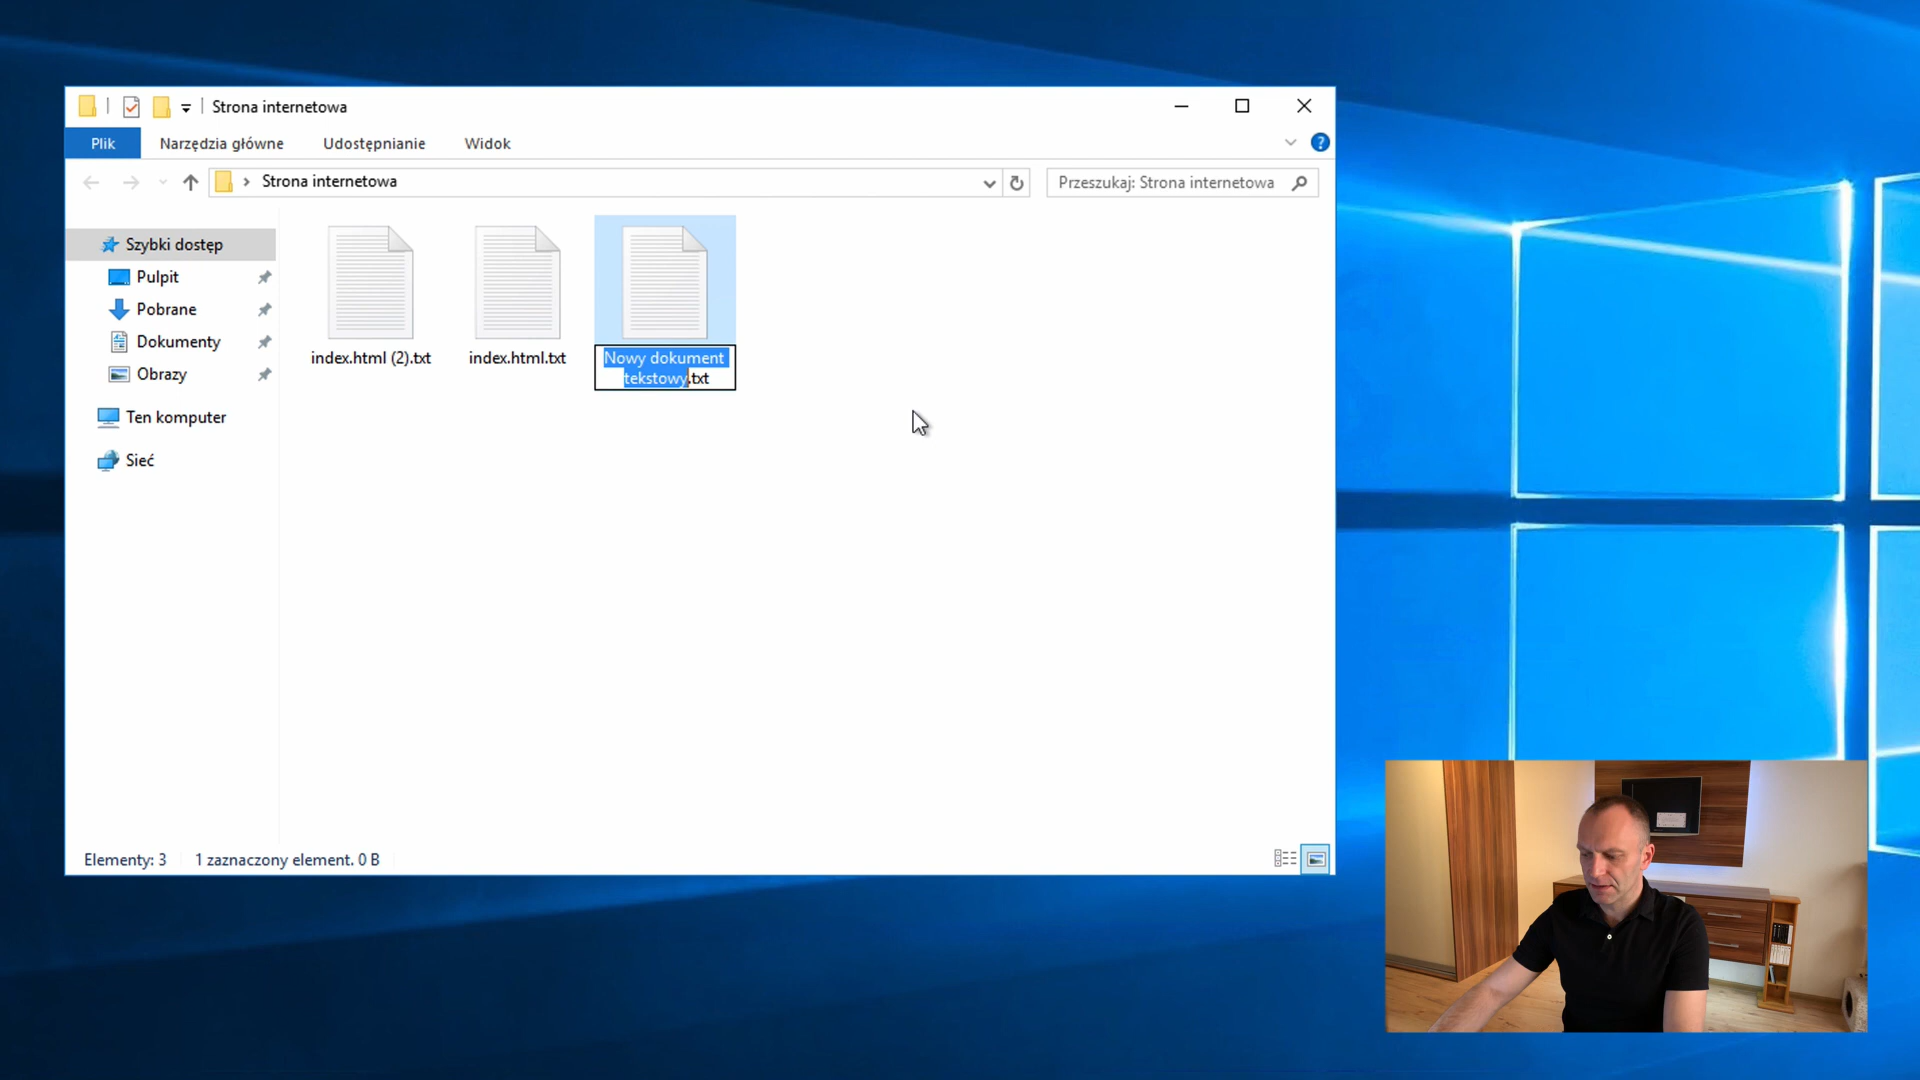 Strona internetowa
Plik Narzędzia główne Udostępnianie Widok
?
Strona internetowa
Przeszukaj: Strona internetowa
Szybki dostęp
Pulpit
Pobrane
Dokumenty
Obrazy
Ten komputer
Sieć
index.html (2).txt
index.html.txt
Nowy dokument
tekstowy.txt
Elementy: 3 1 zaznaczony element. 0 B